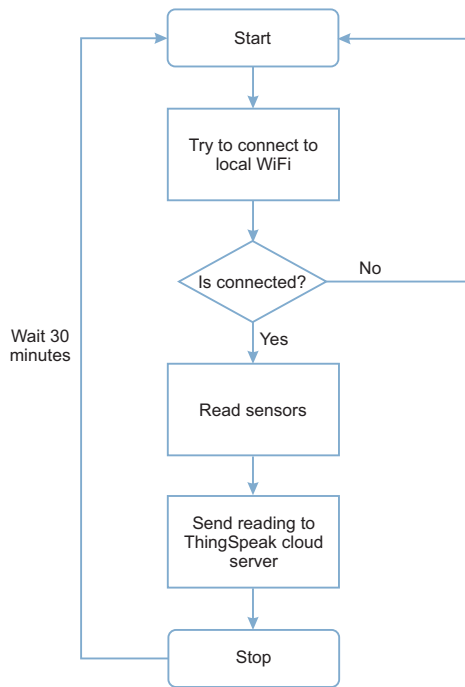 Start
Try to connect to
local WiFi
Is connected?
No
Yes
Wait 30
minutes
Read sensors
Send reading to
ThingSpeak cloud
server
Stop